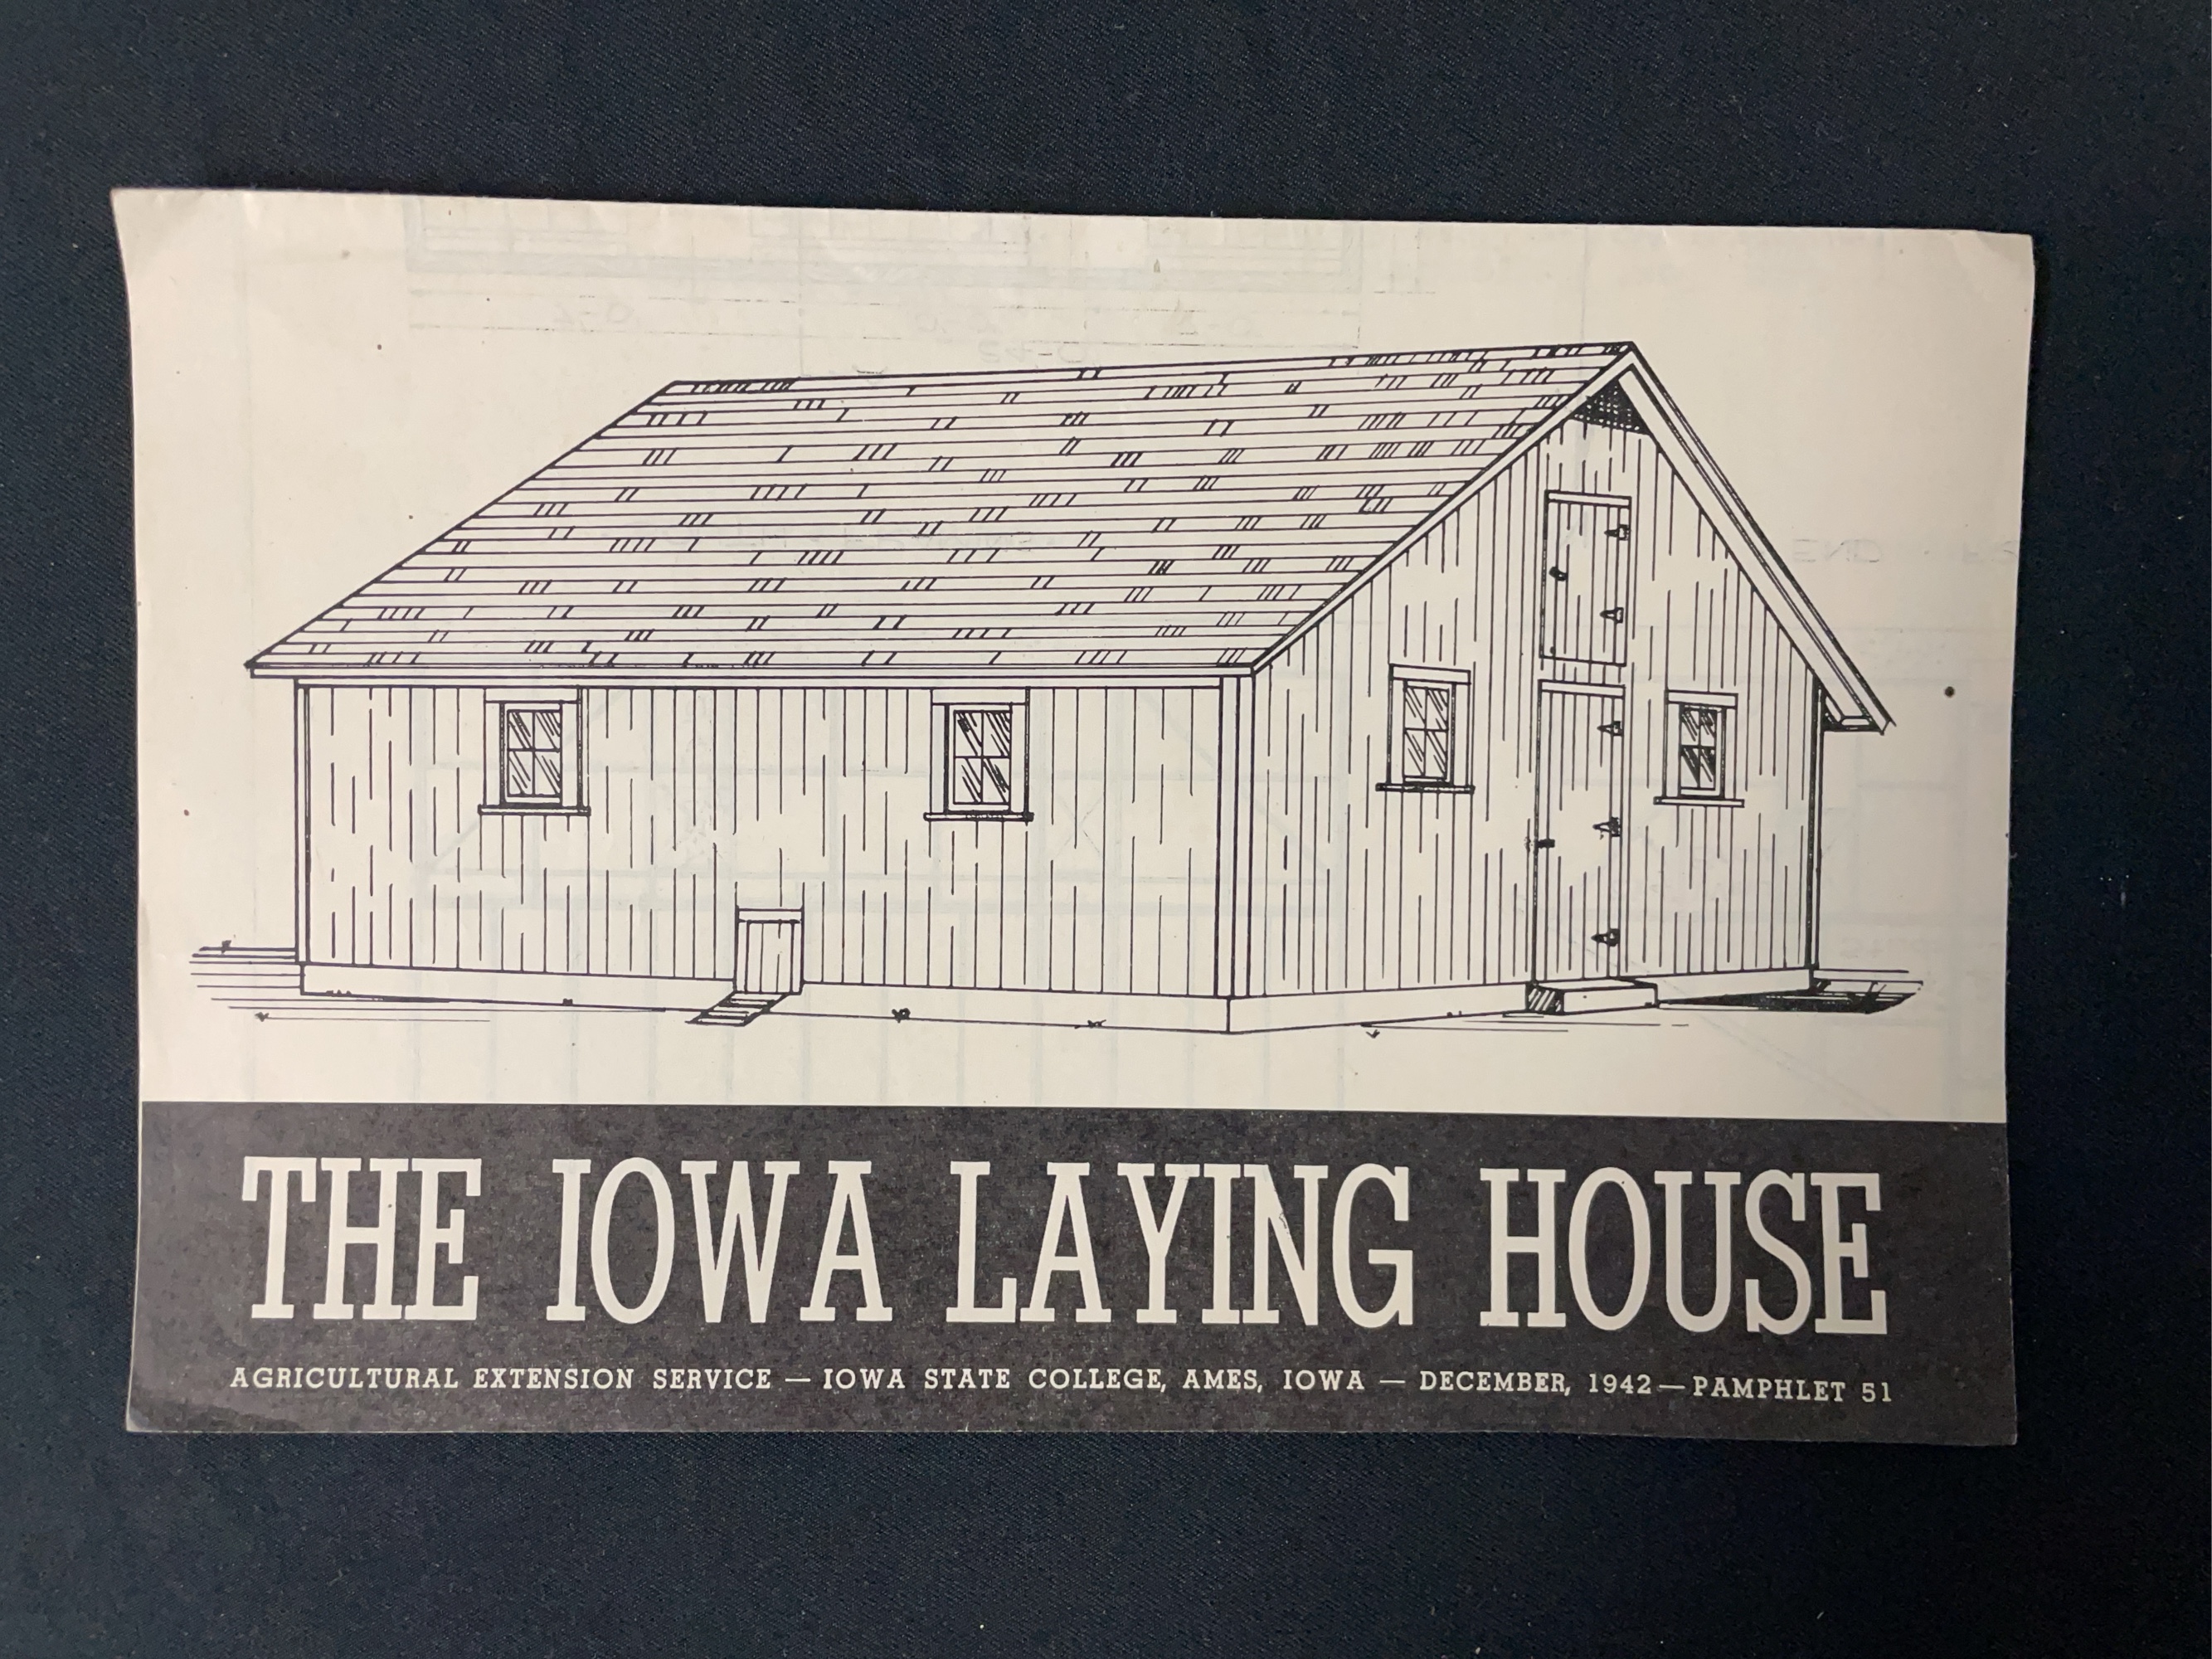 THE IOWA LAYING HOUSE
AGRICULTURAL EXTENSION SERVICE — IOWA STATE COLLEGE, AMES, IOWA — DECEMBER, 1942 — PAMPHLET 51